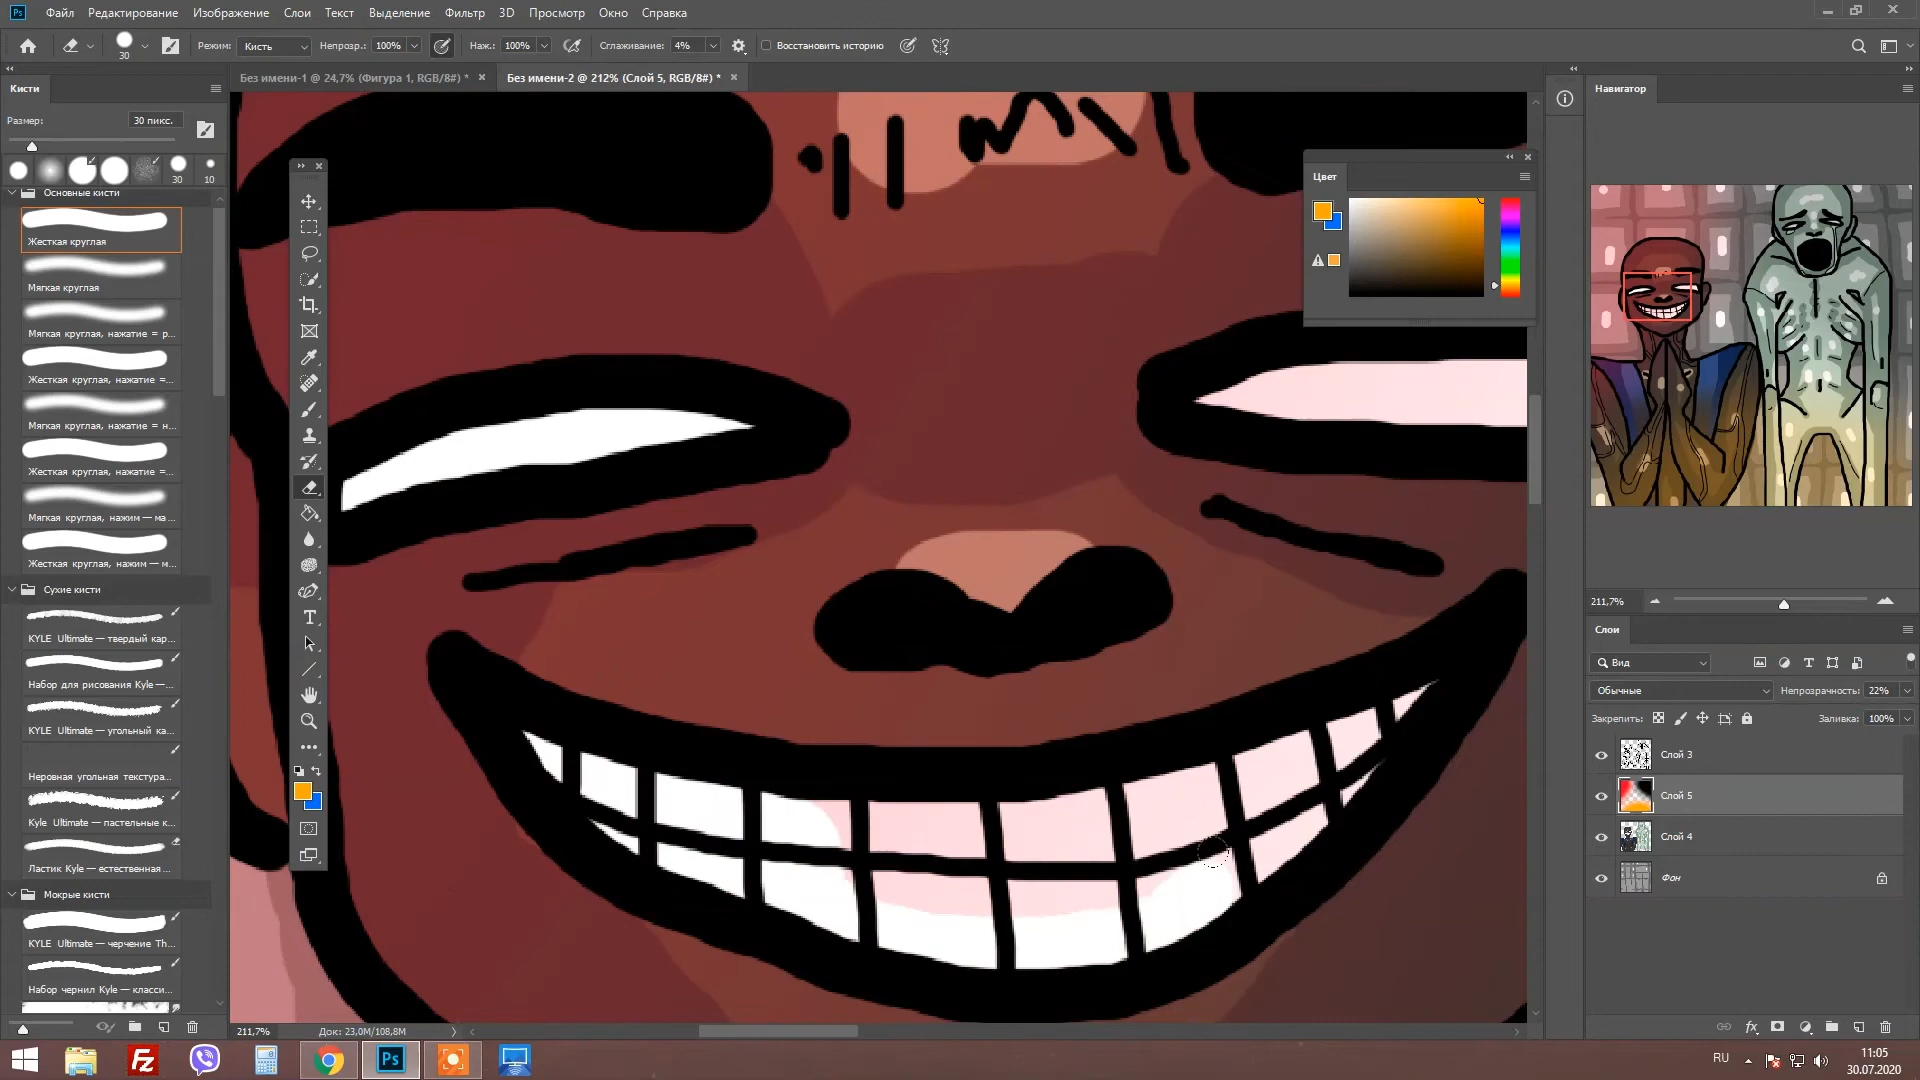 Ps Файл Редактирование Изображение Слои Текст Выделение Фильтр 3D Просмотр Окно Справка
30 Режим: Кисть Непрозр.: 100% Наж.: 100% Сглаживание: 4% Восстановить историю
Без имени-1 @ 24,7% (Фигура 1, RGB/8#) *
Без имени-2 @ 212% (Слой 5, RGB/8#) *
Кисти
Размер: 30 пикс.
30 10
Основные кисти
Жесткая круглая
Мягкая круглая
Мягкая круглая, нажатие = р...
Жесткая круглая, нажатие =...
Мягкая круглая, нажатие = н...
Жесткая круглая, нажатие =...
Мягкая круглая, нажим — ма...
Жесткая круглая, нажим — м...
Сухие кисти
KYLE Ultimate — твердый кар...
Набор для рисования Kyle —...
KYLE Ultimate — угольный ка...
Неровная угольная текстура...
Kyle Ultimate — пастельные к...
Ластик Kyle — естественная...
Мокрые кисти
KYLE Ultimate — черчение Th...
Набор чернил Kyle — класси...
Цвет
Навигатор
211,7%
Слои
Вид
Обычные Непрозрачность: 22%
Закрепить: Заливка: 100%
Слой 3
Слой 5
Слой 4
Фон
fx
211,7% Док: 23,0M/108,8M
Fz Ps
RU
11:05
30.07.2020